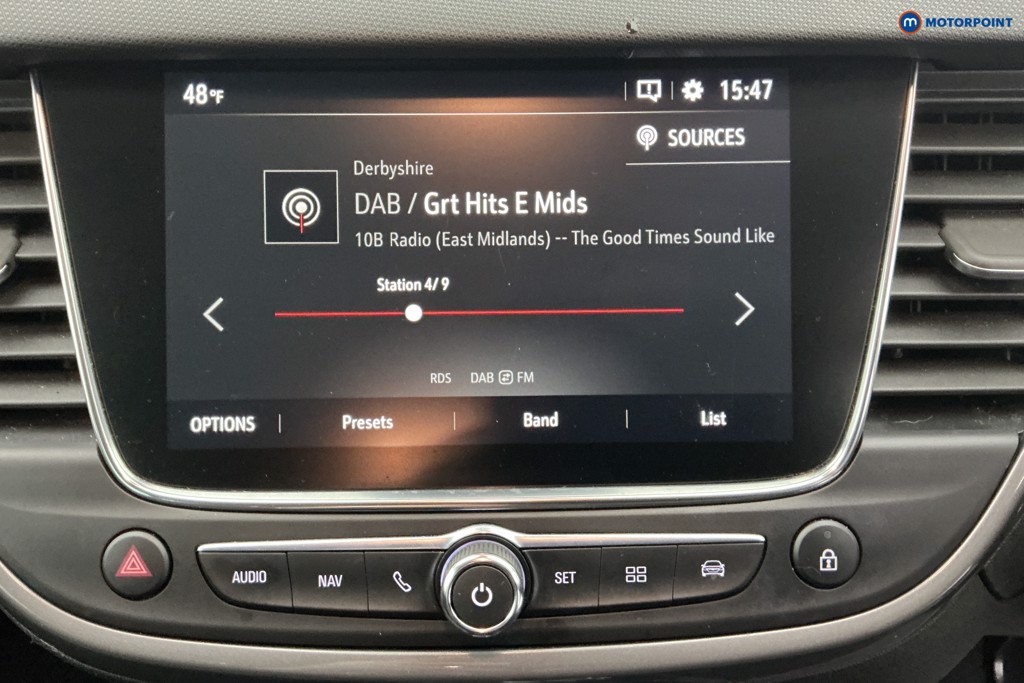 MOTORPOINT
48°F
15:47
SOURCES
Derbyshire
DAB / Grt Hits E Mids
10B Radio (East Midlands) -- The Good Times Sound Like
Station 4/9
RDS DAB FM
OPTIONS | Presets | Band | List
AUDIO NAV SET